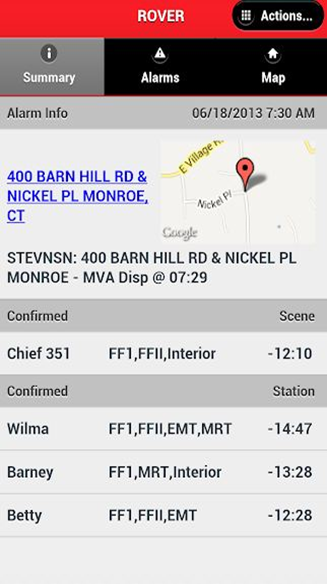 ROVER
Actions...
Summary
Alarms
Map
Alarm Info 06/18/2013 7:30 AM
400 BARN HILL RD &
NICKEL PL MONROE,
CT
E Village Rd
Nickel Pl
Google
STEVNSN: 400 BARN HILL RD & NICKEL PL
MONROE - MVA Disp @ 07:29
Confirmed Scene
Chief 351 FF1,FFII,Interior -12:10
Confirmed Station
Wilma FF1,FFII,EMT,MRT -14:47
Barney FF1,MRT,Interior -13:28
Betty FF1,FFII,EMT -12:28